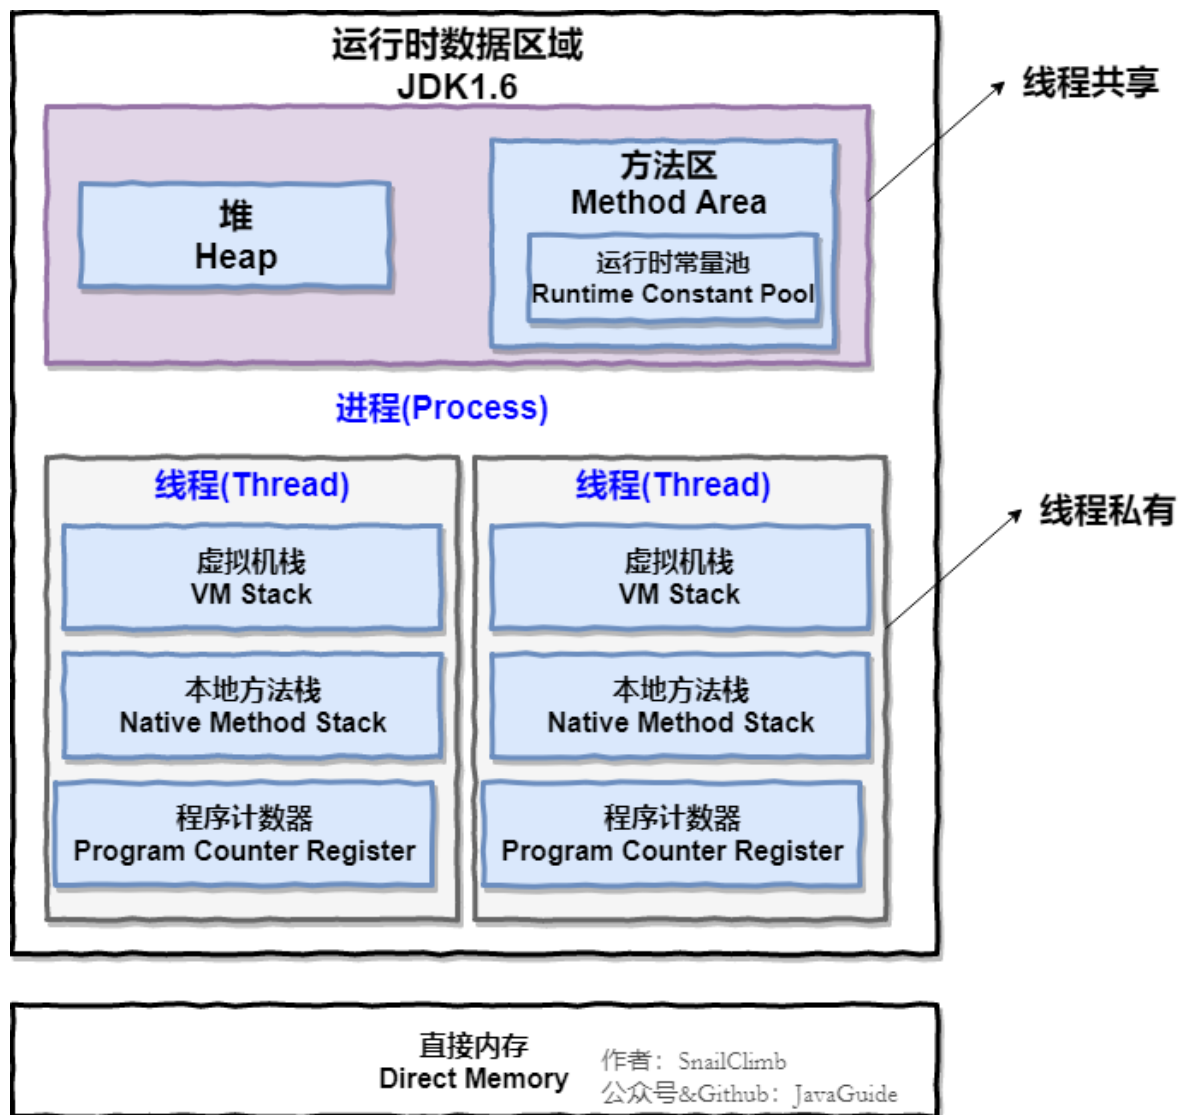 运行时数据区域
JDK1.6
线程共享
堆
Heap
方法区
Method Area
运行时常量池
Runtime Constant Pool
进程(Process)
线程(Thread)
虚拟机栈
VM Stack
本地方法栈
Native Method Stack
程序计数器
Program Counter Register
线程(Thread)
虚拟机栈
VM Stack
本地方法栈
Native Method Stack
程序计数器
Program Counter Register
线程私有
直接内存
Direct Memory
作者：SnailClimb
公众号&Github：JavaGuide